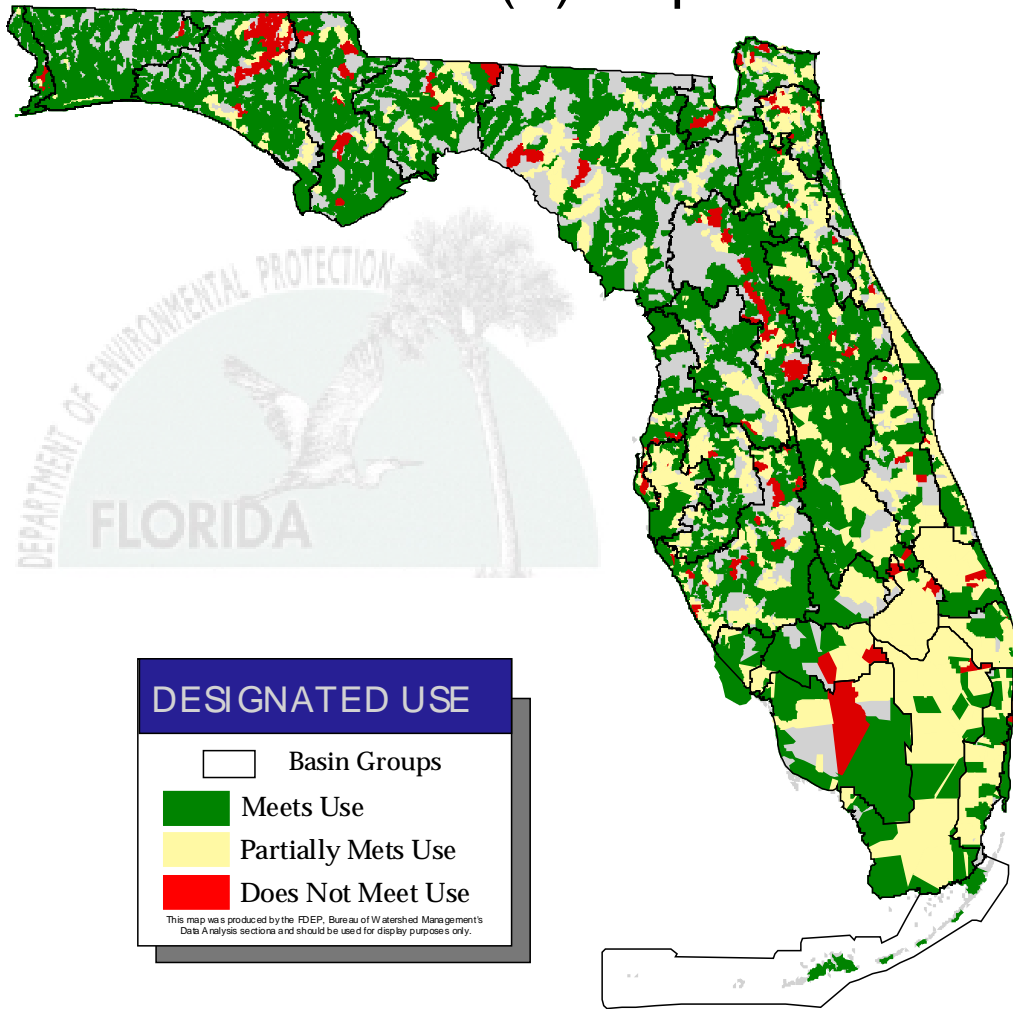 DEPARTMENT OF ENVIRONMENTAL PROTECTION
FLORIDA
DESIGNATED USE
Basin Groups
Meets Use
Partially Mets Use
Does Not Meet Use
This map was produced by the FDEP, Bureau of Watershed Management's
Data Analysis sectiona and should be used for display purposes only.